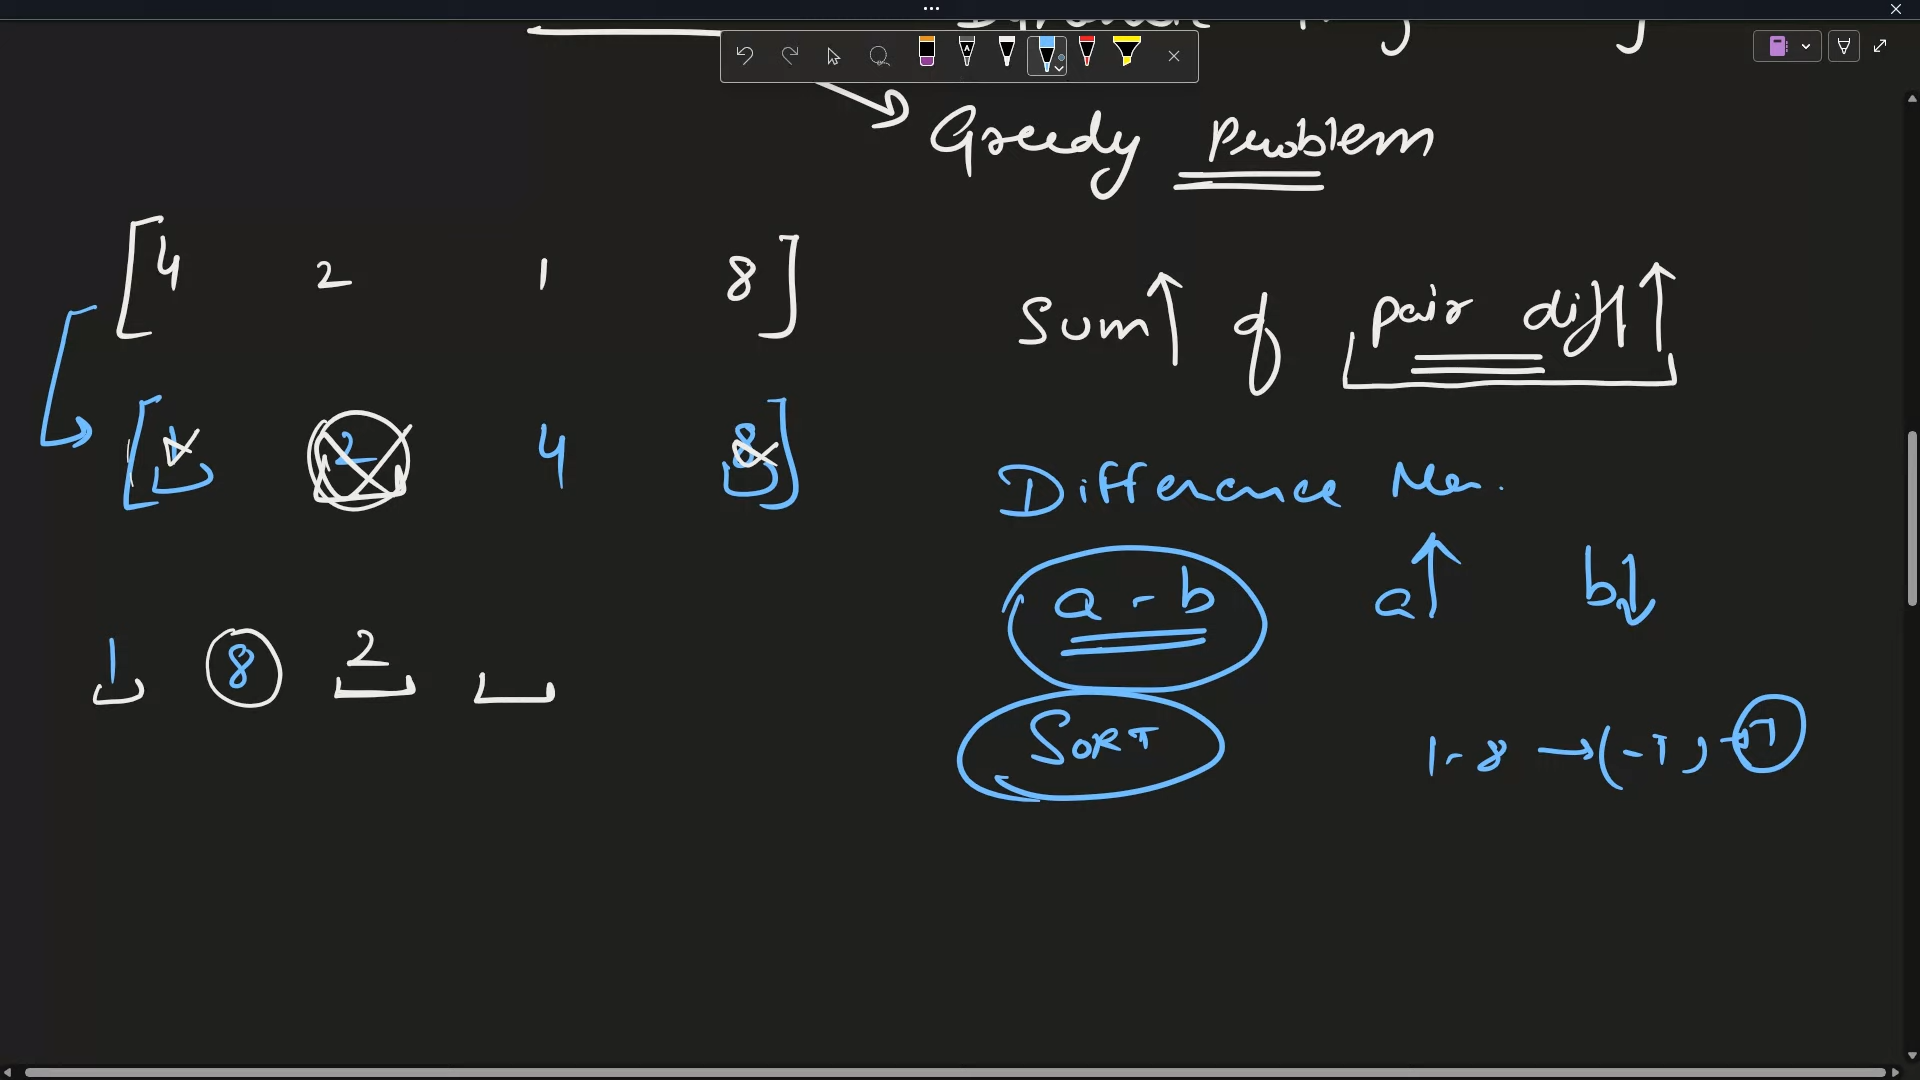 Greedy Problem
[4 2 1 8]
Sum↑ of pair diff↑
[1 2 4 8]
Difference
a - b a↑ b↓
1 8 2
SORT
1-8 → (-7) → 7